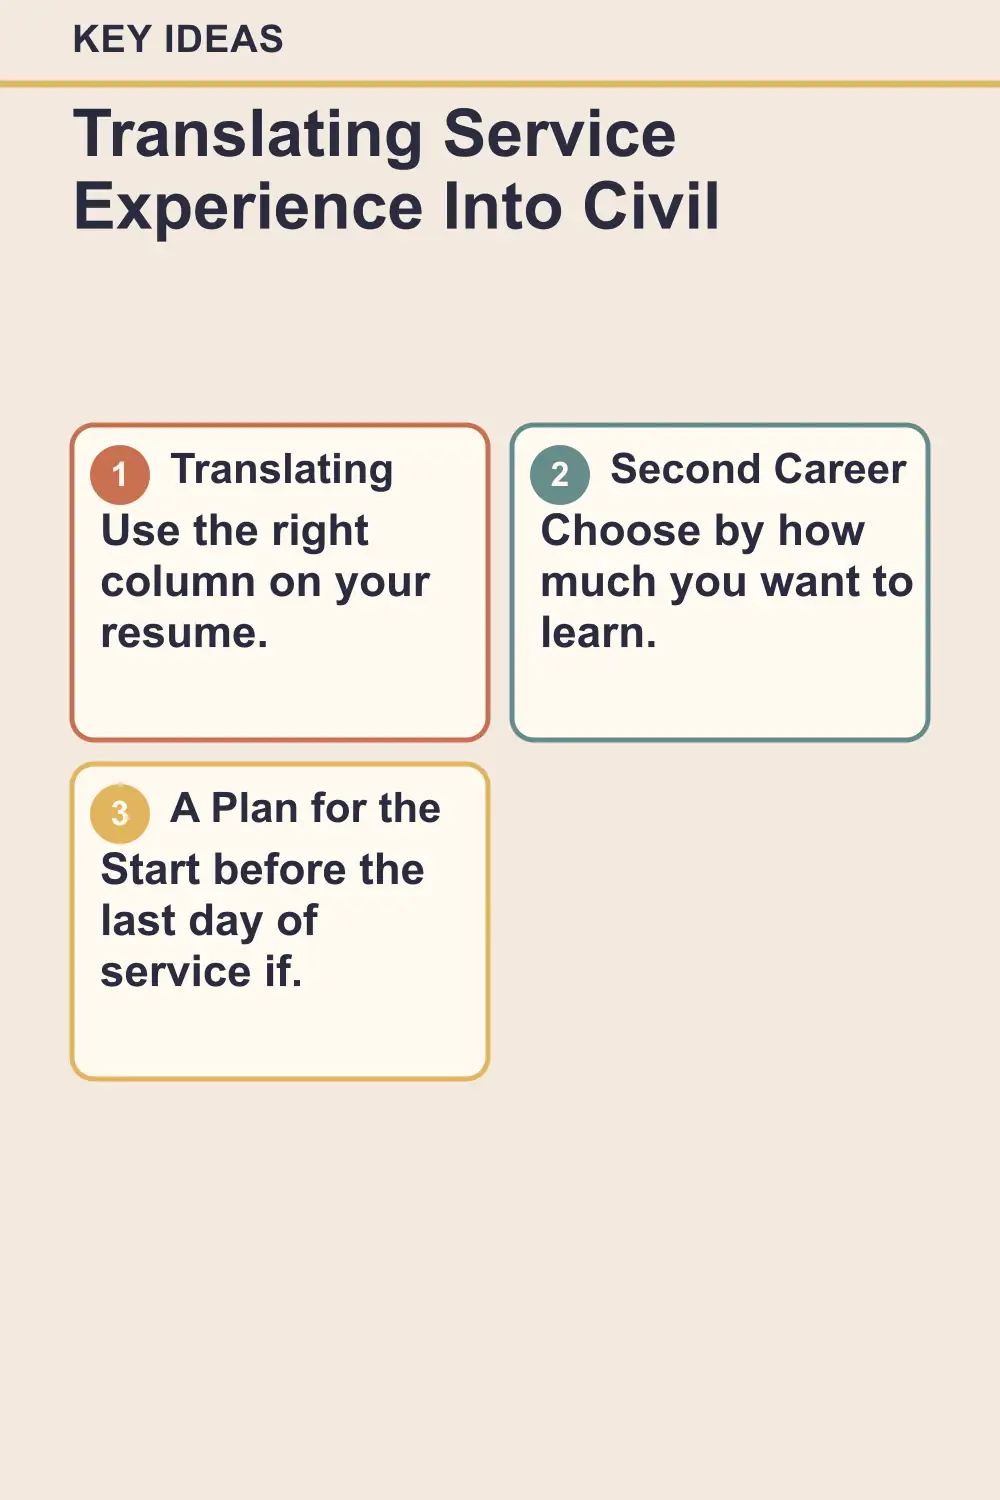 KEY IDEAS
Translating Service
Experience Into Civil
1 Translating
Use the right
column on your
resume.
2 Second Career
Choose by how
much you want to
learn.
3 A Plan for the
Start before the
last day of
service if.